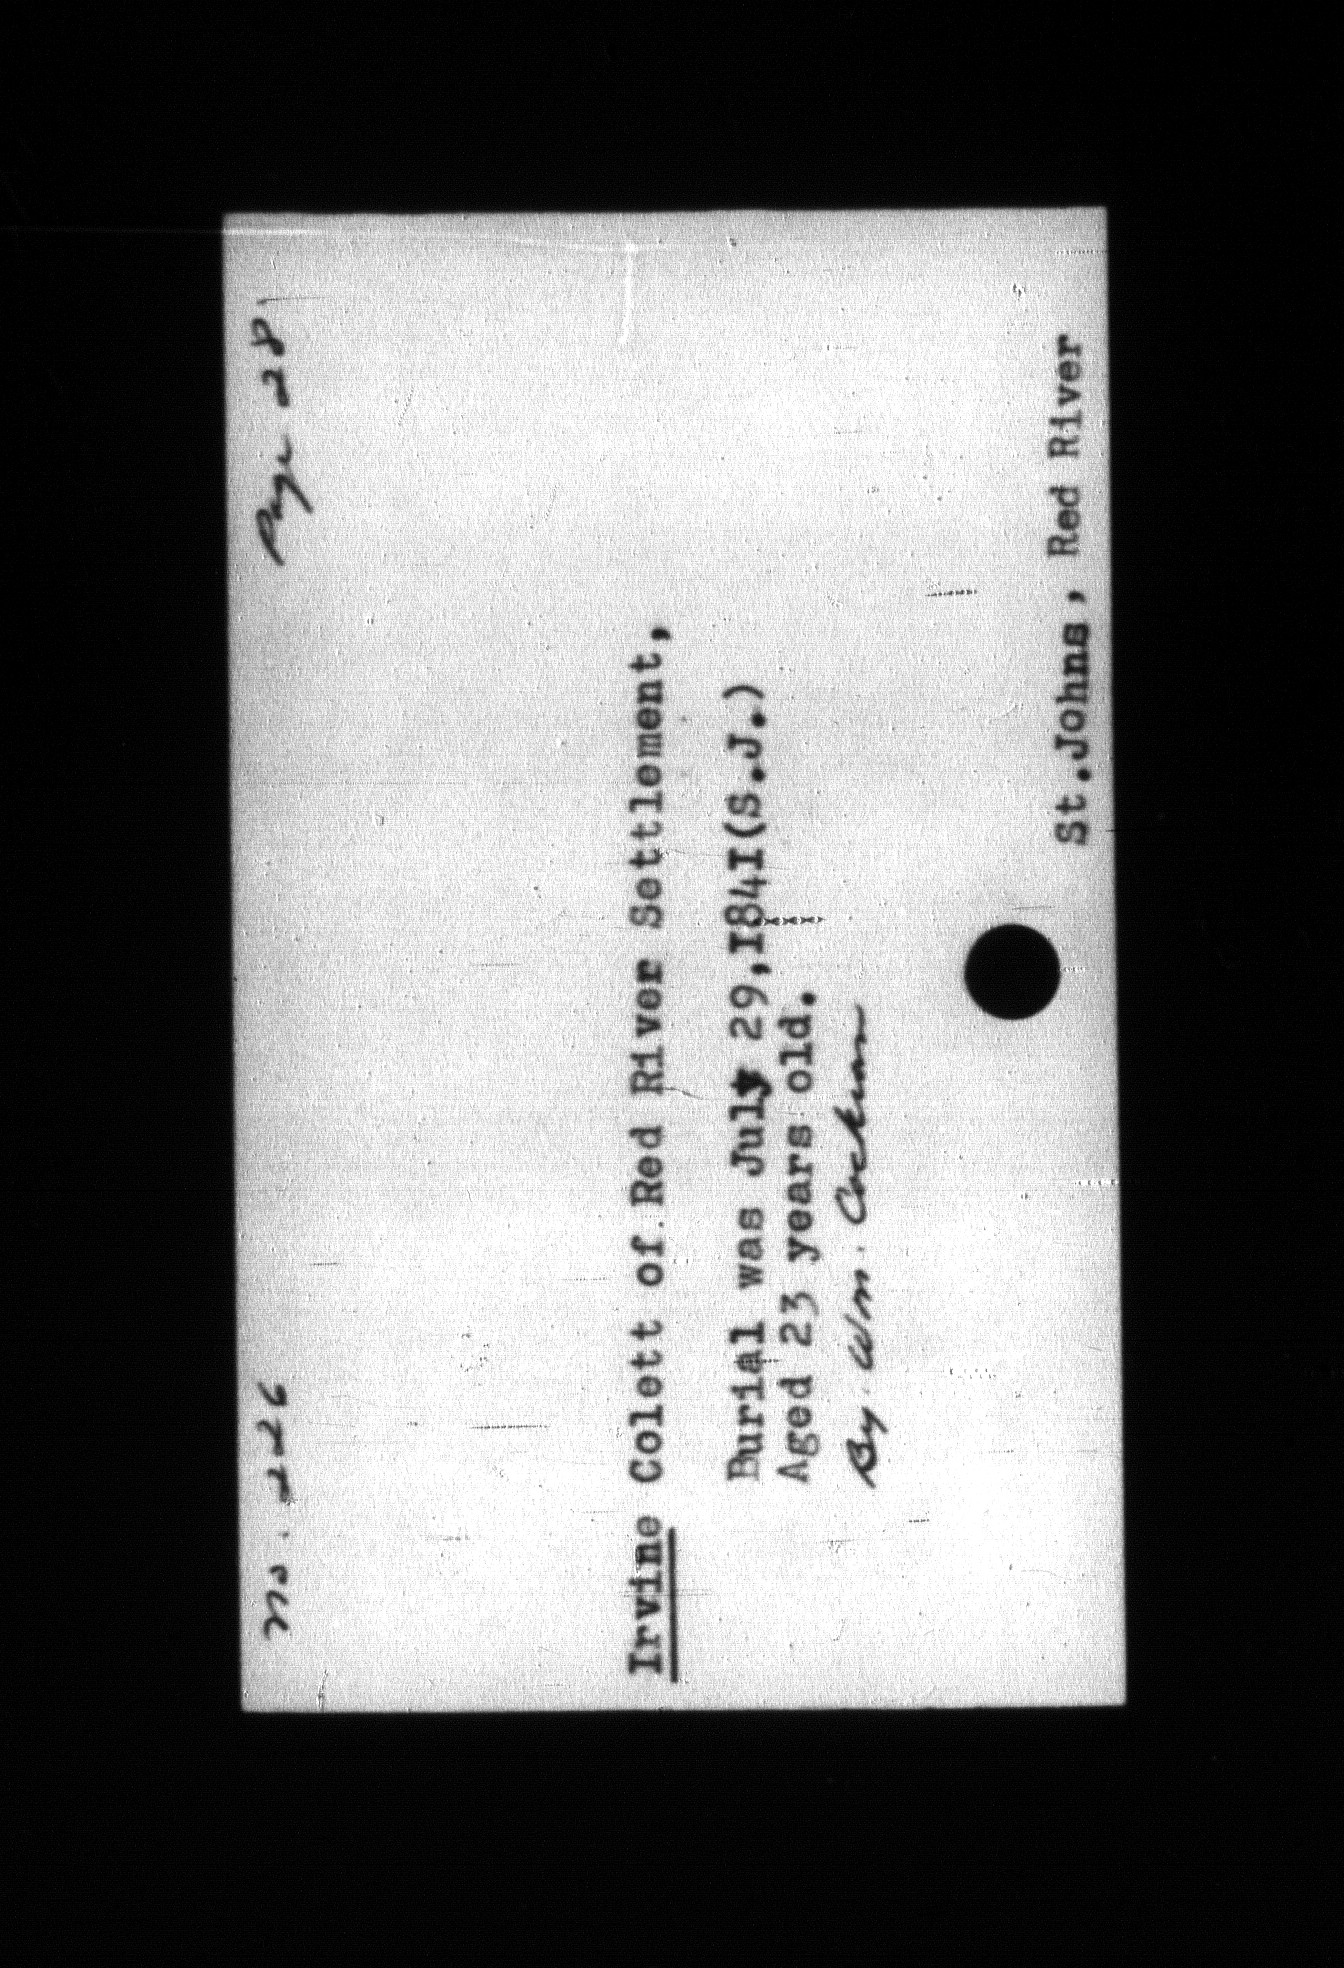 No. 226 Page 28.
Irvine Colett of Red River Settlement,
Burial was July 29,I84I(S.J.)
Aged 23 years old.
By. Wm. Cockran
St.Johns, Red River